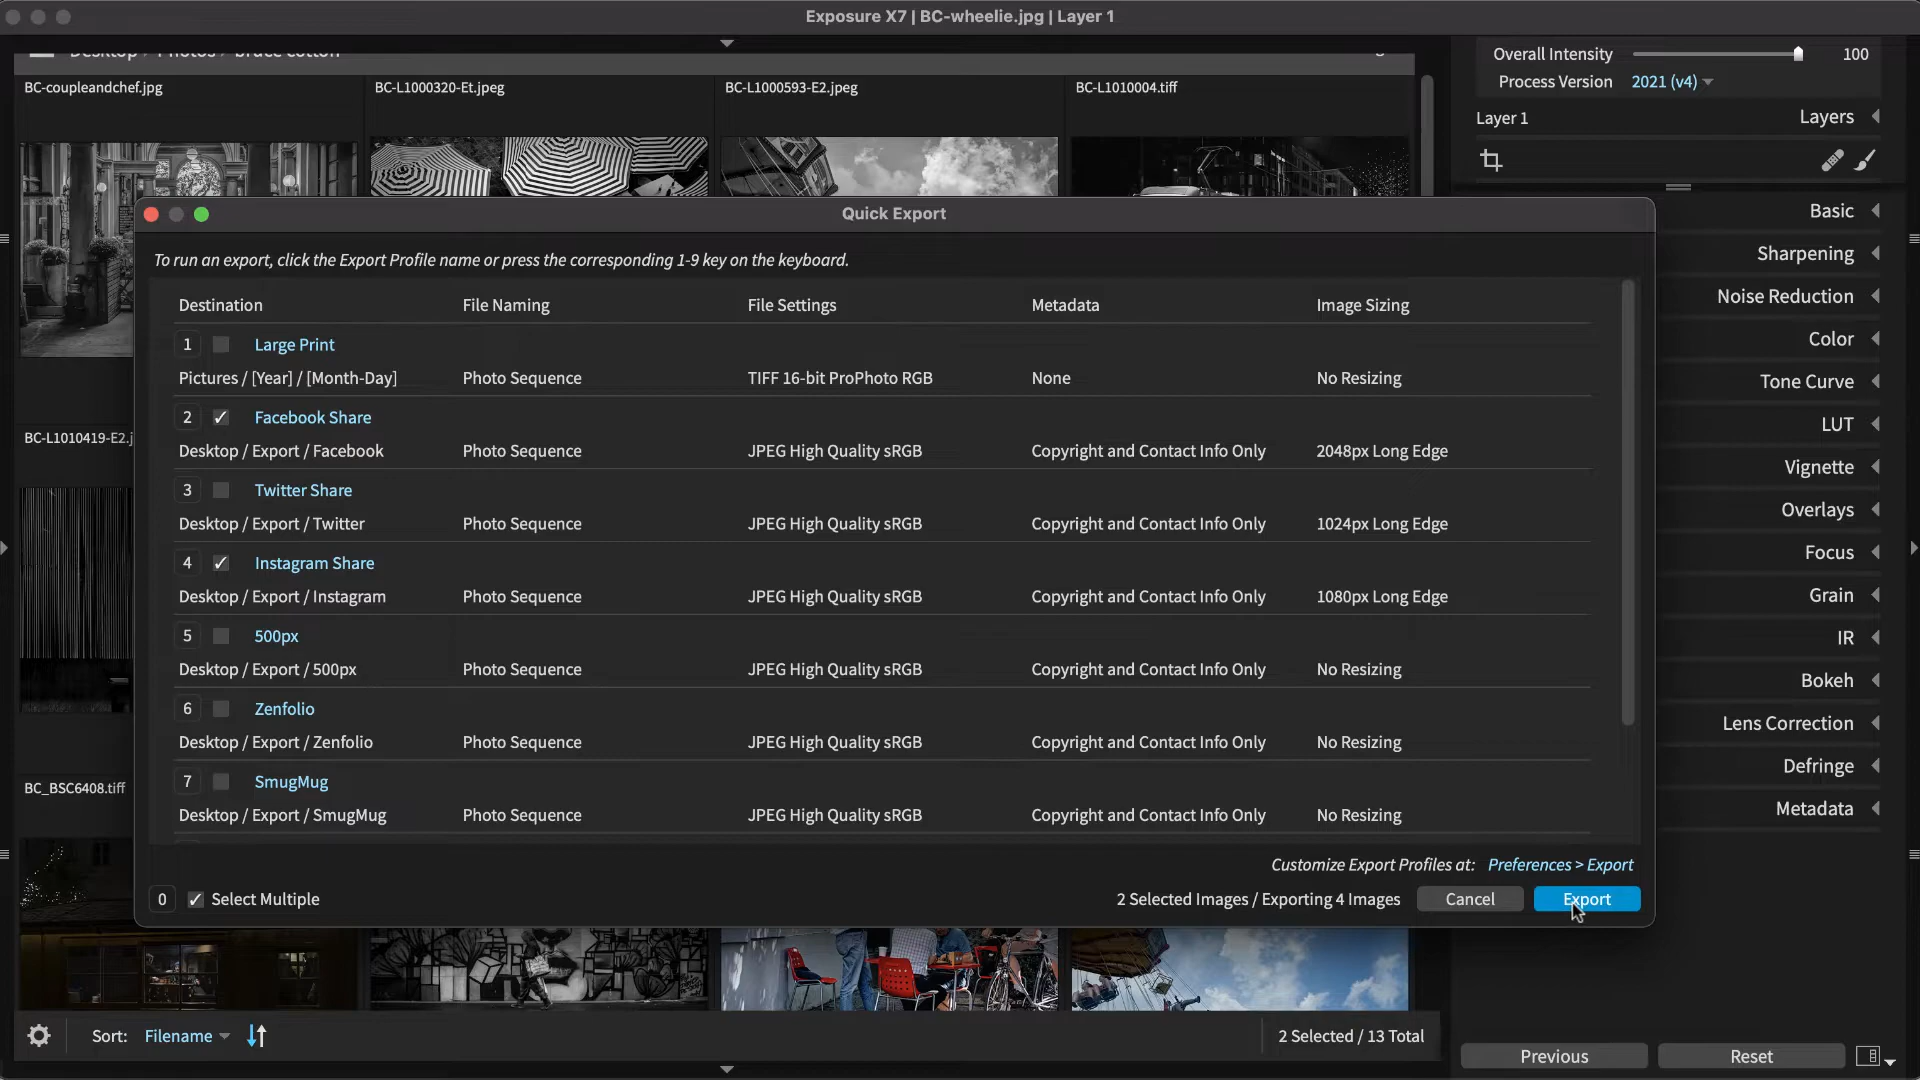 Exposure X7 | BC-wheelie.jpg | Layer 1
Desktop / Photos / bruce cotton
Overall Intensity 100
Process Version 2021 (v4)
BC-coupleandchef.jpg BC-L1000320-Et.jpeg BC-L1000593-E2.jpeg BC-L1010004.tiff
Layer 1 Layers
Quick Export
To run an export, click the Export Profile name or press the corresponding 1-9 key on the keyboard.
Destination File Naming File Settings Metadata Image Sizing
1 Large Print
Pictures / [Year] / [Month-Day] Photo Sequence TIFF 16-bit ProPhoto RGB None No Resizing
2 Facebook Share
Desktop / Export / Facebook Photo Sequence JPEG High Quality sRGB Copyright and Contact Info Only 2048px Long Edge
3 Twitter Share
Desktop / Export / Twitter Photo Sequence JPEG High Quality sRGB Copyright and Contact Info Only 1024px Long Edge
4 Instagram Share
Desktop / Export / Instagram Photo Sequence JPEG High Quality sRGB Copyright and Contact Info Only 1080px Long Edge
5 500px
Desktop / Export / 500px Photo Sequence JPEG High Quality sRGB Copyright and Contact Info Only No Resizing
6 Zenfolio
Desktop / Export / Zenfolio Photo Sequence JPEG High Quality sRGB Copyright and Contact Info Only No Resizing
7 SmugMug
Desktop / Export / SmugMug Photo Sequence JPEG High Quality sRGB Copyright and Contact Info Only No Resizing
Customize Export Profiles at: Preferences > Export
0 Select Multiple 2 Selected Images / Exporting 4 Images Cancel Export
BC-L1010419-E2.j
BC_BSC6408.tiff
Basic
Sharpening
Noise Reduction
Color
Tone Curve
LUT
Vignette
Overlays
Focus
Grain
IR
Bokeh
Lens Correction
Defringe
Metadata
Sort: Filename 2 Selected / 13 Total
Previous Reset